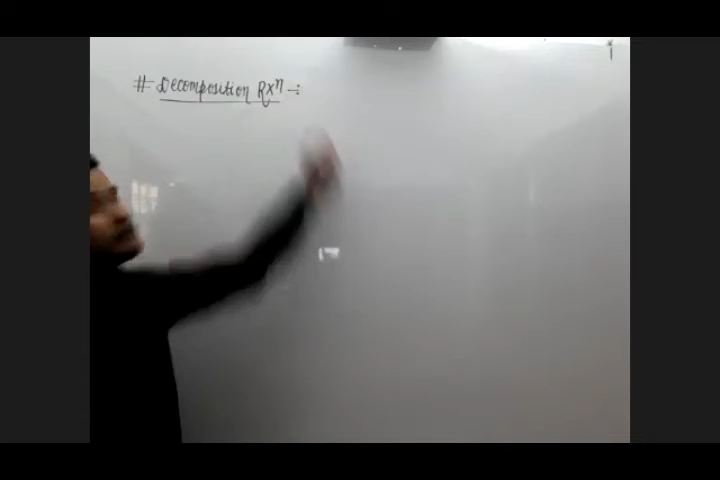 # Decomposition Rxⁿ :-